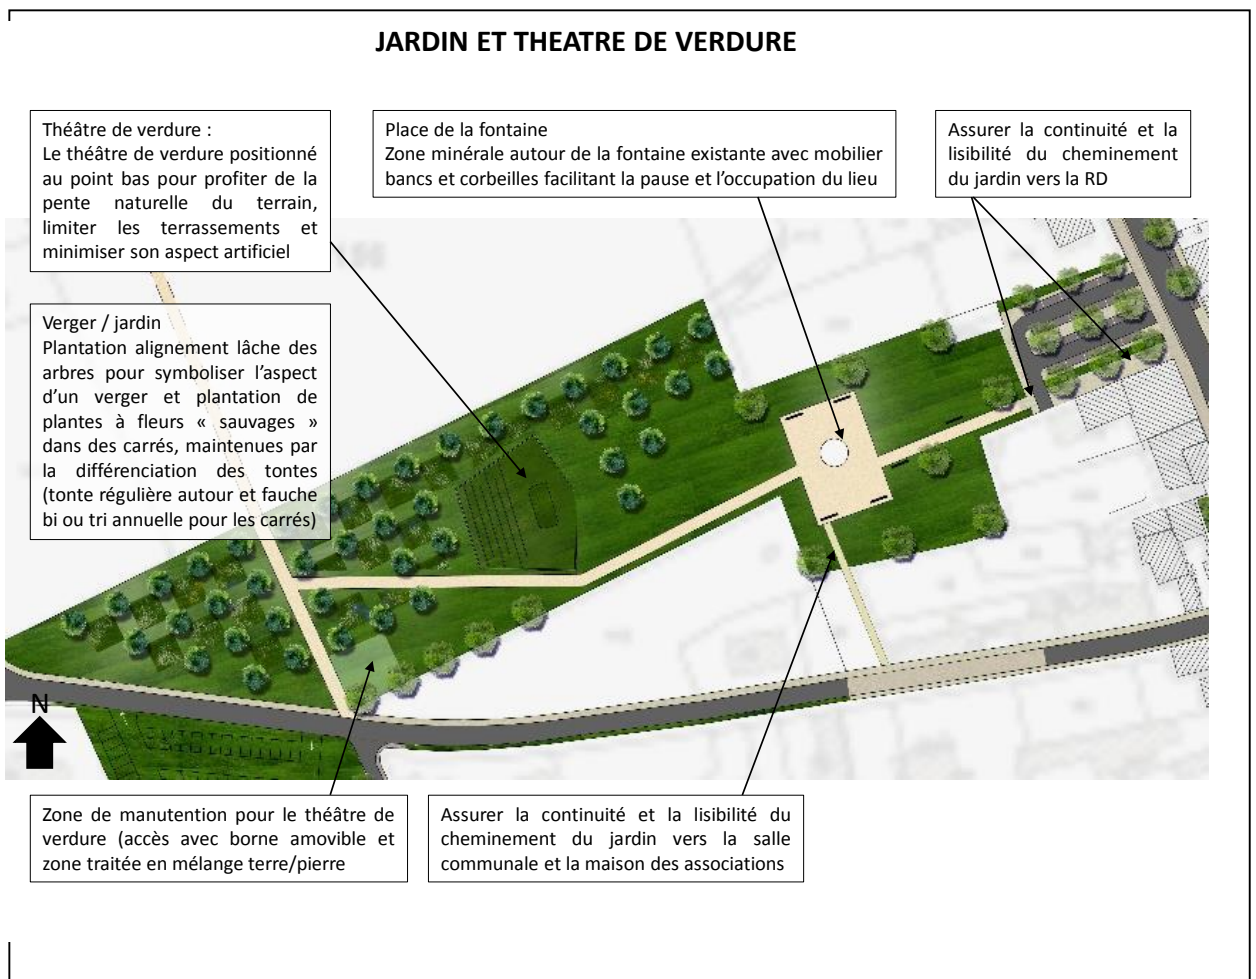 JARDIN ET THEATRE DE VERDURE
Théâtre de verdure :
Le théâtre de verdure positionné
au point bas pour profiter de la
pente naturelle du terrain,
limiter les terrassements et
minimiser son aspect artificiel
Place de la fontaine
Zone minérale autour de la fontaine existante avec mobilier
bancs et corbeilles facilitant la pause et l’occupation du lieu
Assurer la continuité et la
lisibilité du cheminement
du jardin vers la RD
Verger / jardin
Plantation alignement lâche des
arbres pour symboliser l’aspect
d’un verger et plantation de
plantes à fleurs « sauvages »
dans des carrés, maintenues par
la différenciation des tontes
(tonte régulière autour et fauche
bi ou tri annuelle pour les carrés)
N
Zone de manutention pour le théâtre de
verdure (accès avec borne amovible et
zone traitée en mélange terre/pierre
Assurer la continuité et la lisibilité du
cheminement du jardin vers la salle
communale et la maison des associations